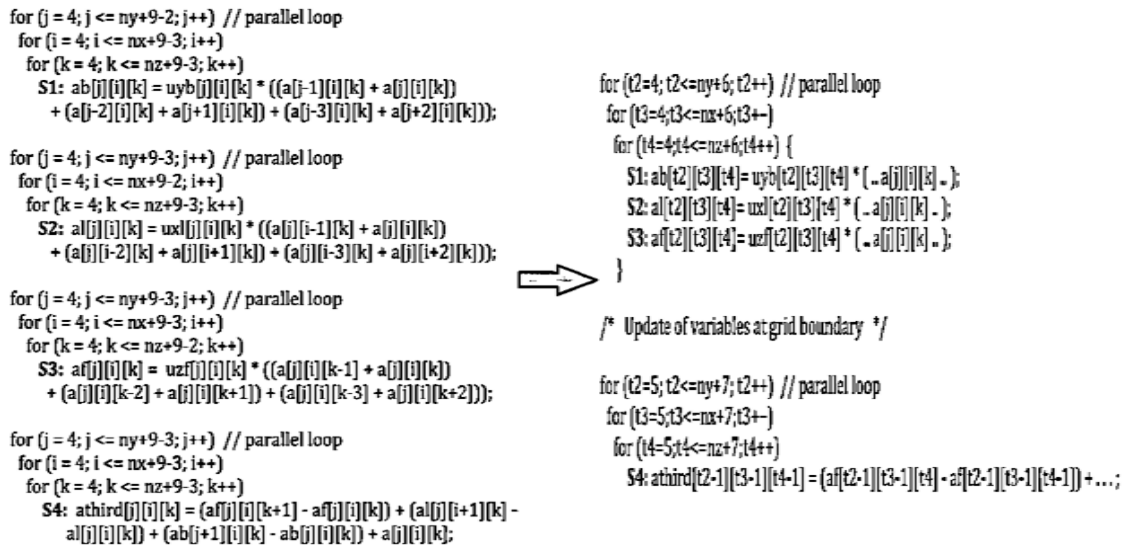 for (j = 4; j <= ny+9-2; j++) // parallel loop
for (i = 4; i <= nx+9-3; i++)
for (k = 4; k <= nz+9-3; k++)
S1: ab[j][i][k] = uyb[j][i][k] * ((a[j-1][i][k] + a[j][i][k])
+ (a[j-2][i][k] + a[j+1][i][k]) + (a[j-3][i][k] + a[j+2][i][k]));
for (j = 4; j <= ny+9-3; j++) // parallel loop
for (i = 4; i <= nx+9-2; i++)
for (k = 4; k <= nz+9-3; k++)
S2: al[j][i][k] = uxl[j][i][k] * ((a[j][i-1][k] + a[j][i][k])
+ (a[j][i-2][k] + a[j][i+1][k]) + (a[j][i-3][k] + a[j][i+2][k]));
for (j = 4; j <= ny+9-3; j++) // parallel loop
for (i = 4; i <= nx+9-3; i++)
for (k = 4; k <= nz+9-2; k++)
S3: af[j][i][k] = uzf[j][i][k] * ((a[j][i][k-1] + a[j][i][k])
+ (a[j][i][k-2] + a[j][i][k+1]) + (a[j][i][k-3] + a[j][i][k+2]));
for (j = 4; j <= ny+9-3; j++) // parallel loop
for (i = 4; i <= nx+9-3; i++)
for (k = 4; k <= nz+9-3; k++)
S4: athird[j][i][k] = (af[j][i][k+1] - af[j][i][k]) + (al[j][i+1][k] -
al[j][i][k]) + (ab[j+1][i][k] - ab[j][i][k]) + a[j][i][k];
for (t2=4; t2<=ny+6; t2++) // parallel loop
for (t3=4;t3<=nx+6;t3+-)
for (t4=4;t4<=nz+6;t4++) {
S1: ab[t2][t3][t4]= uyb[t2][t3][t4] * (..a[j][i][k]..);
S2: al[t2][t3][t4]= uxl[t2][t3][t4] * (..a[j][i][k]..);
S3: af[t2][t3][t4]= uzf[t2][t3][t4] * (..a[j][i][k]..);
}
/* Update of variables at grid boundary */
for (t2=5; t2<=ny+7; t2++) // parallel loop
for (t3=5;t3<=nx+7;t3+-)
for (t4=5;t4<=nz+7;t4++)
S4: athird[t2-1][t3-1][t4-1] = (af[t2-1][t3-1][t4] - af[t2-1][t3-1][t4-1]) + ...;